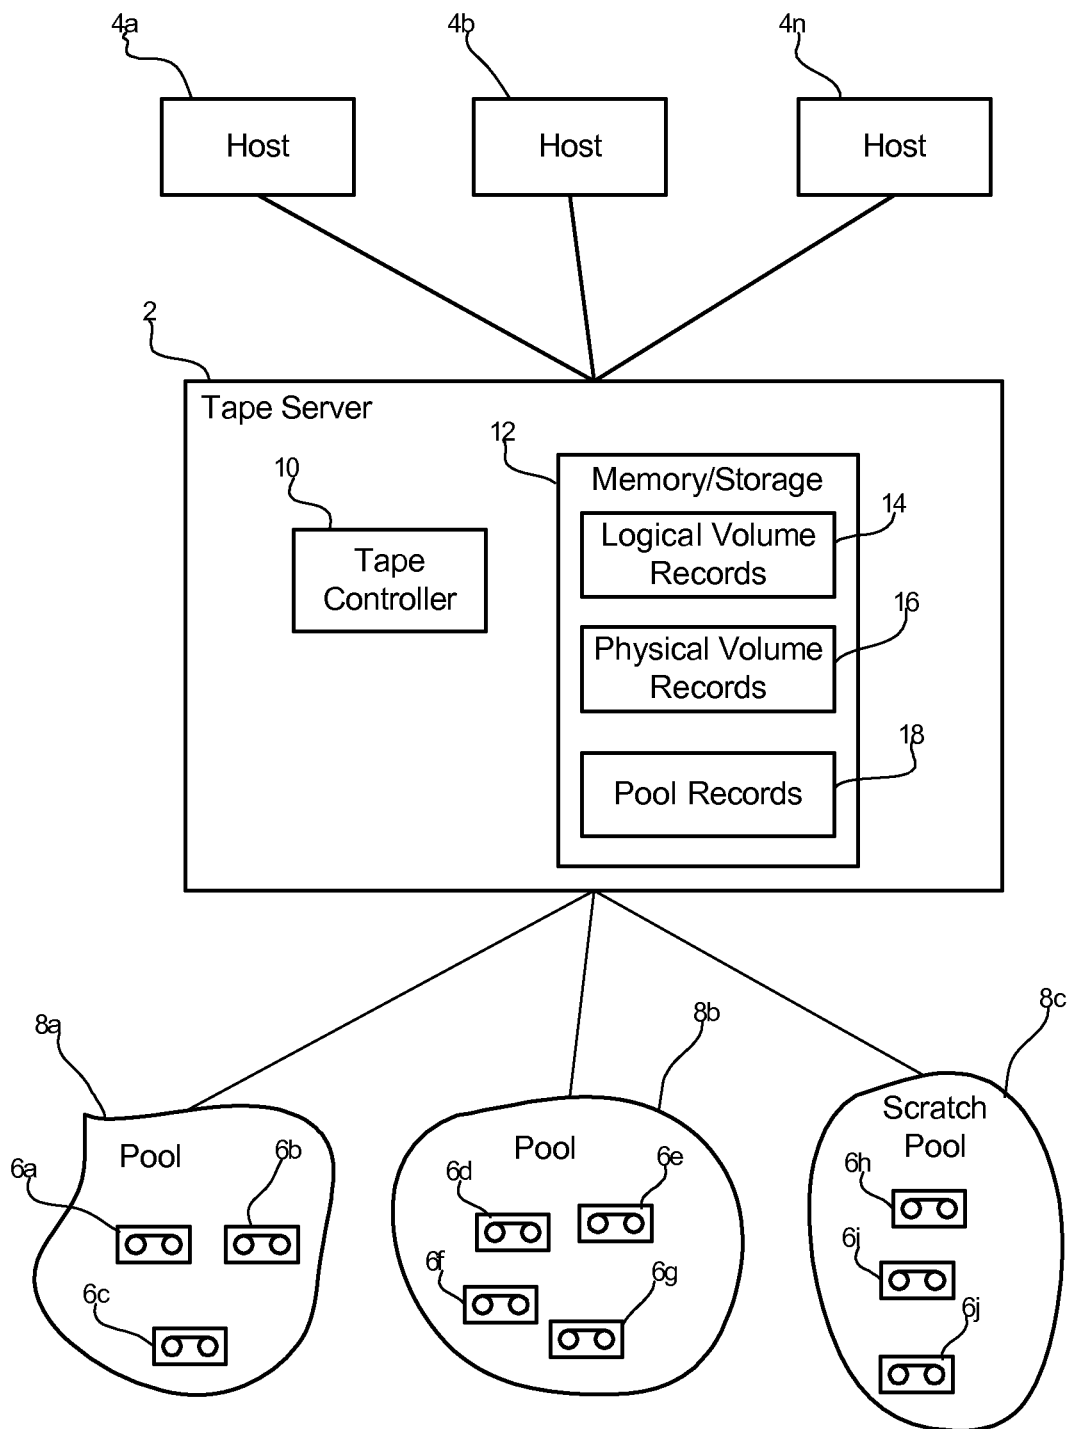 4a
4b
4n
Host
Host
Host
2
Tape Server
12
10
Memory/Storage
14
Logical Volume
Records
Tape
Controller
16
Physical Volume
Records
18
Pool Records
8a
8b
8c
Scratch
Pool
Pool
Pool
6a
6b
6d
6e
6h
6c
6f
6g
6i
6j